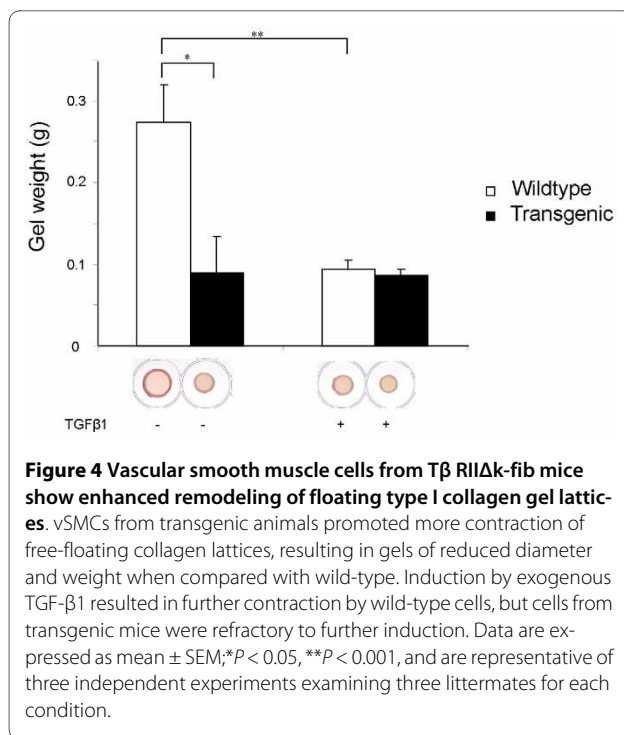 **
*
0.3
0.2
0.1
0
Gel weight (g)
Wildtype
Transgenic
TGFβ1 - - + +
Figure 4 Vascular smooth muscle cells from Tβ RIIΔk-fib mice
show enhanced remodeling of floating type I collagen gel lattic-
es. vSMCs from transgenic animals promoted more contraction of
free-floating collagen lattices, resulting in gels of reduced diameter
and weight when compared with wild-type. Induction by exogenous
TGF-β1 resulted in further contraction by wild-type cells, but cells from
transgenic mice were refractory to further induction. Data are ex-
pressed as mean ± SEM;*P < 0.05, **P < 0.001, and are representative of
three independent experiments examining three littermates for each
condition.